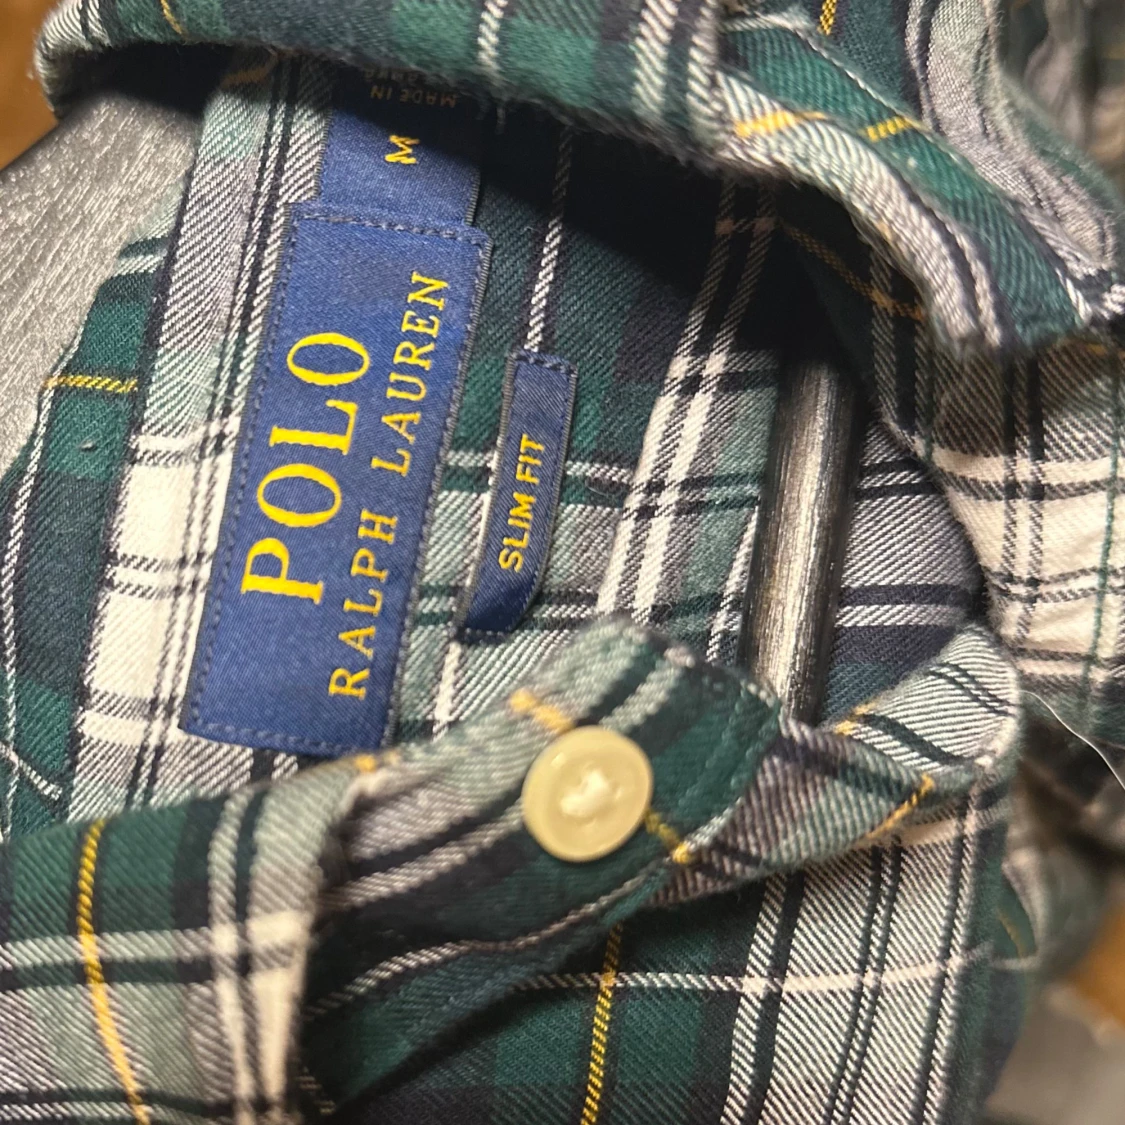 POLO
RALPH LAUREN
SLIM FIT
M
MADE IN